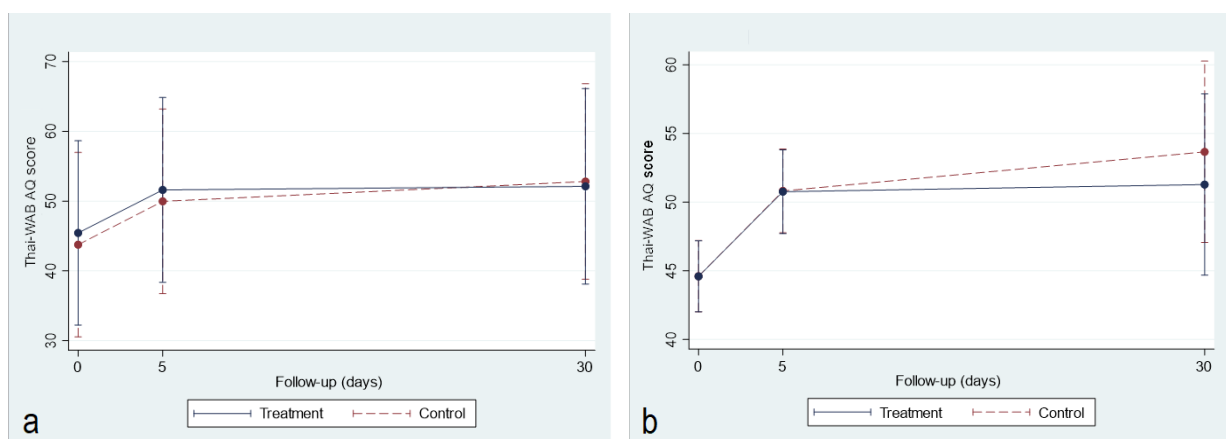 70
60
50
40
30
Thai-WAB AQ score
0 5 30
Follow-up (days)
Treatment Control
a
60
55
50
45
40
Thai-WAB AQ score
0 5 30
Follow-up (days)
Treatment Control
b